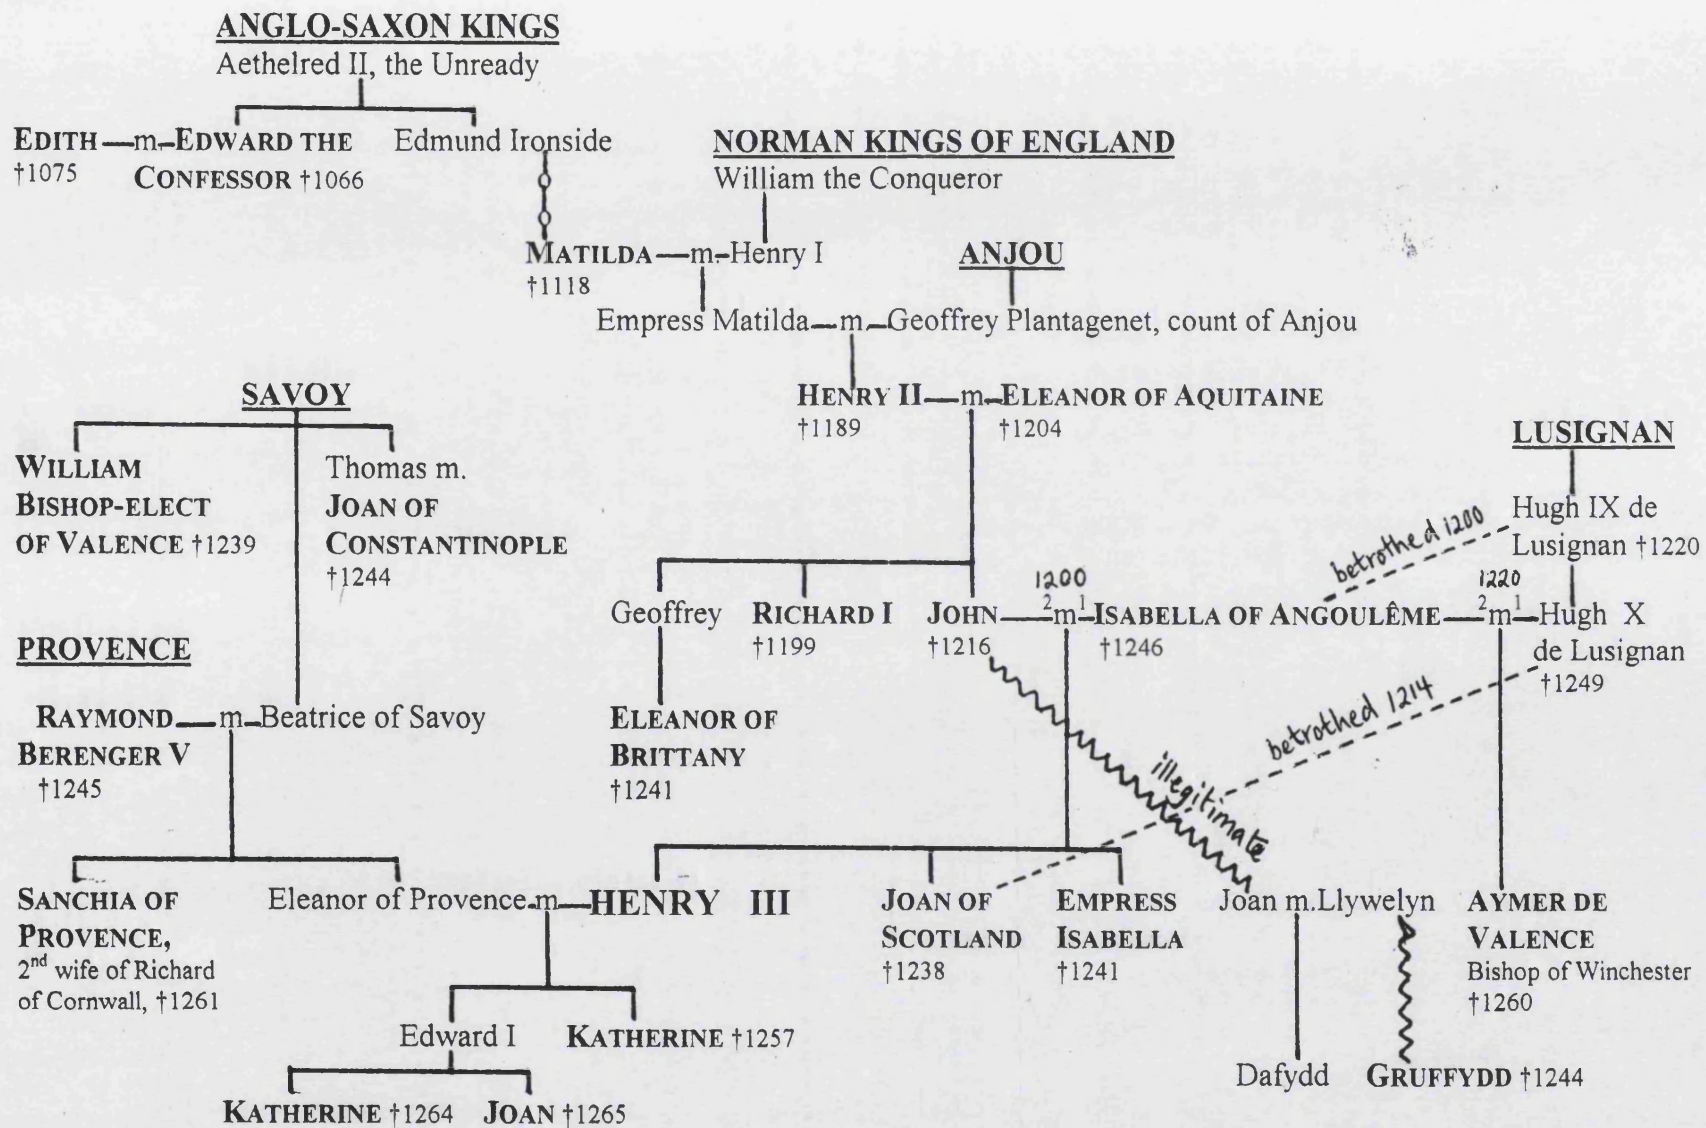 ANGLO-SAXON KINGS
Aethelred II, the Unready
EDITH m EDWARD THE CONFESSOR †1066
†1075
Edmund Ironside
NORMAN KINGS OF ENGLAND
William the Conqueror
MATILDA m Henry I
†1118
ANJOU
Empress Matilda m Geoffrey Plantagenet, count of Anjou
HENRY II m ELEANOR OF AQUITAINE
†1189 †1204
SAVOY
WILLIAM
BISHOP-ELECT
OF VALENCE †1239
Thomas m.
JOAN OF
CONSTANTINOPLE
†1244
LUSIGNAN
Hugh IX de
Lusignan †1220
betrothed 1200
Geoffrey
RICHARD I
†1199
1200 1220
JOHN 2m1 ISABELLA OF ANGOULÊME 2m1 Hugh X
†1216 †1246 de Lusignan
†1249
betrothed 1214
illegitimate
PROVENCE
RAYMOND m Beatrice of Savoy
BERENGER V
†1245
ELEANOR OF
BRITTANY
†1241
SANCHIA OF
PROVENCE,
2nd wife of Richard
of Cornwall, †1261
Eleanor of Provence m HENRY III
JOAN OF
SCOTLAND
†1238
EMPRESS
ISABELLA
†1241
Joan m. Llywelyn
AYMER DE
VALENCE
Bishop of Winchester
†1260
Edward I KATHERINE †1257
Dafydd GRUFFYDD †1244
KATHERINE †1264 JOAN †1265